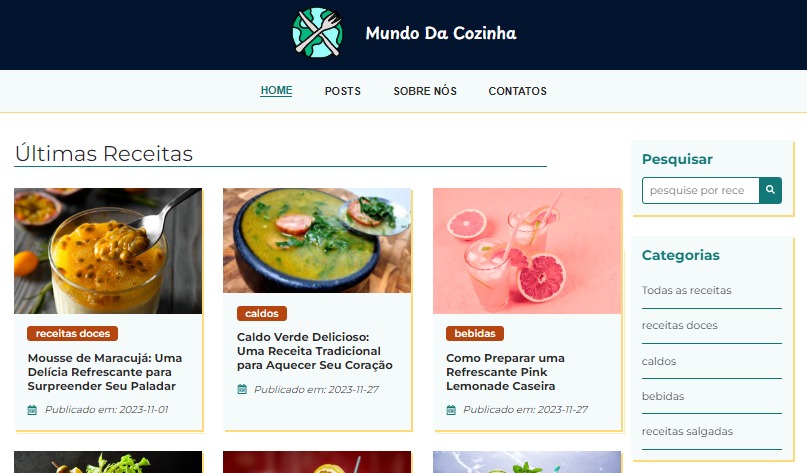 Mundo Da Cozinha
HOME
POSTS
SOBRE NÓS
CONTATOS
Últimas Receitas
receitas doces
Mousse de Maracujá: Uma
Delícia Refrescante para
Surpreender Seu Paladar
Publicado em: 2023-11-01
caldos
Caldo Verde Delicioso:
Uma Receita Tradicional
para Aquecer Seu Coração
Publicado em: 2023-11-27
bebidas
Como Preparar uma
Refrescante Pink
Lemonade Caseira
Publicado em: 2023-11-27
Pesquisar
pesquise por rece
Categorias
Todas as receitas
receitas doces
caldos
bebidas
receitas salgadas